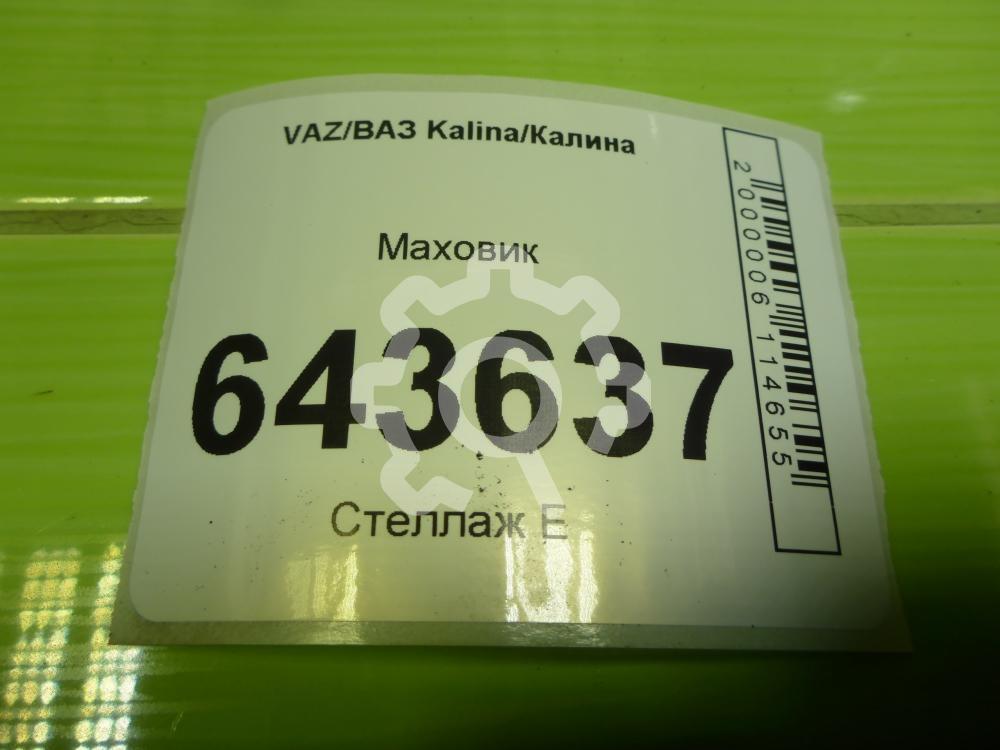 VAZ/ВАЗ Kalina/Калина
Маховик
643637
Стеллаж E
2000006114655